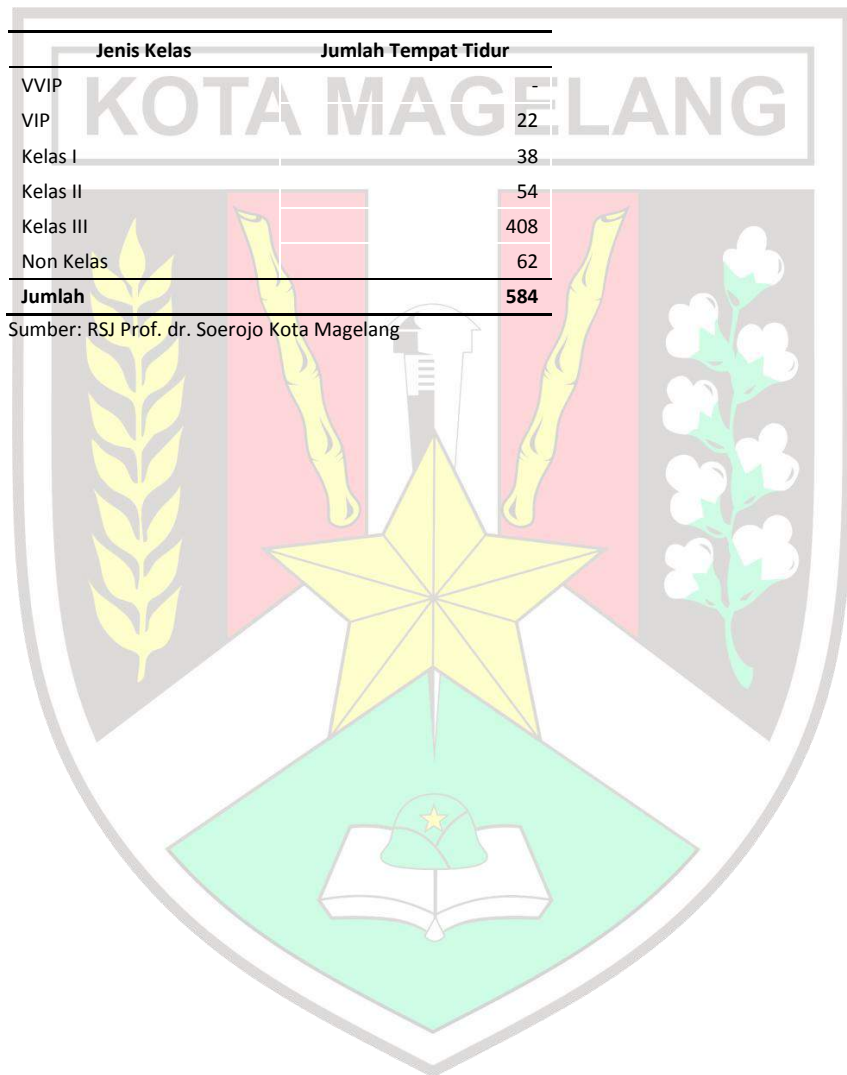 Jenis Kelas Jumlah Tempat Tidur
KOTA MAGELANG
VVIP -
VIP 22
Kelas I 38
Kelas II 54
Kelas III 408
Non Kelas 62
Jumlah 584
Sumber: RSJ Prof. dr. Soerojo Kota Magelang